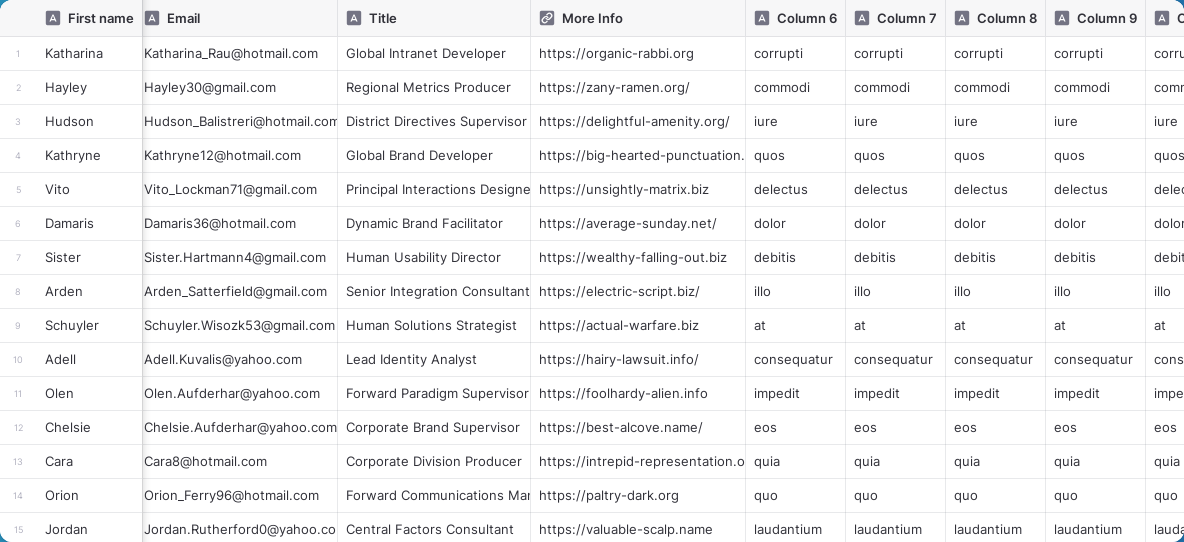 First name Email Title More Info Column 6 Column 7 Column 8 Column 9
1 Katharina Katharina_Rau@hotmail.com Global Intranet Developer https://organic-rabbi.org corrupti corrupti corrupti corrupti
2 Hayley Hayley30@gmail.com Regional Metrics Producer https://zany-ramen.org/ commodi commodi commodi commodi
3 Hudson Hudson_Balistreri@hotmail.com District Directives Supervisor https://delightful-amenity.org/ iure iure iure iure iure
4 Kathryne Kathryne12@hotmail.com Global Brand Developer https://big-hearted-punctuation. quos quos quos quos quos
5 Vito Vito_Lockman71@gmail.com Principal Interactions Designe https://unsightly-matrix.biz delectus delectus delectus delectus
6 Damaris Damaris36@hotmail.com Dynamic Brand Facilitator https://average-sunday.net/ dolor dolor dolor dolor dolor
7 Sister Sister.Hartmann4@gmail.com Human Usability Director https://wealthy-falling-out.biz debitis debitis debitis debitis
8 Arden Arden_Satterfield@gmail.com Senior Integration Consultant https://electric-script.biz/ illo illo illo illo illo
9 Schuyler Schuyler.Wisozk53@gmail.com Human Solutions Strategist https://actual-warfare.biz at at at at at
10 Adell Adell.Kuvalis@yahoo.com Lead Identity Analyst https://hairy-lawsuit.info/ consequatur consequatur consequatur consequatur cons
11 Olen Olen.Aufderhar@yahoo.com Forward Paradigm Supervisor https://foolhardy-alien.info impedit impedit impedit impedit impe
12 Chelsie Chelsie.Aufderhar@yahoo.com Corporate Brand Supervisor https://best-alcove.name/ eos eos eos eos eos
13 Cara Cara8@hotmail.com Corporate Division Producer https://intrepid-representation.o quia quia quia quia quia
14 Orion Orion_Ferry96@hotmail.com Forward Communications Mar https://paltry-dark.org quo quo quo quo quo
15 Jordan Jordan.Rutherford0@yahoo.co Central Factors Consultant https://valuable-scalp.name laudantium laudantium laudantium laudantium